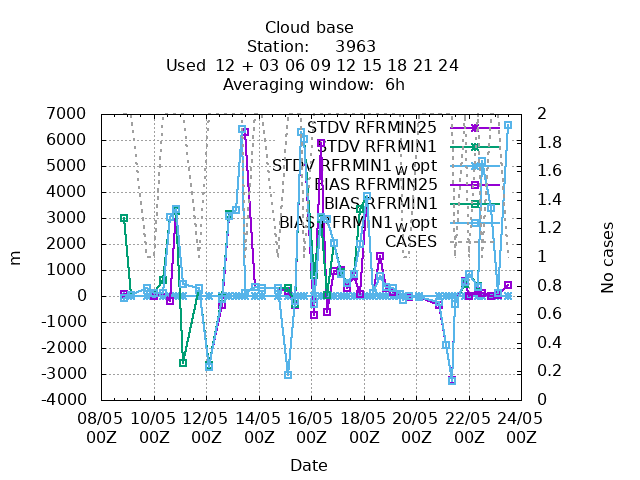 Cloud base
Station:     3963
Used  12 + 03 06 09 12 15 18 21 24
Averaging window:  6h
7000
6000
5000
4000
3000
2000
1000
0
-1000
-2000
-3000
-4000
m
2
1.8
1.6
1.4
1.2
1
0.8
0.6
0.4
0.2
0
No cases
STDV RFRMIN25
STDV RFRMIN1
STDV RFRMIN1_W opt
BIAS RFRMIN25
BIAS RFRMIN1
BIAS RFRMIN1_W opt
CASES
08/05 10/05 12/05 14/05 16/05 18/05 20/05 22/05 24/05
00Z 00Z 00Z 00Z 00Z 00Z 00Z 00Z 00Z
Date